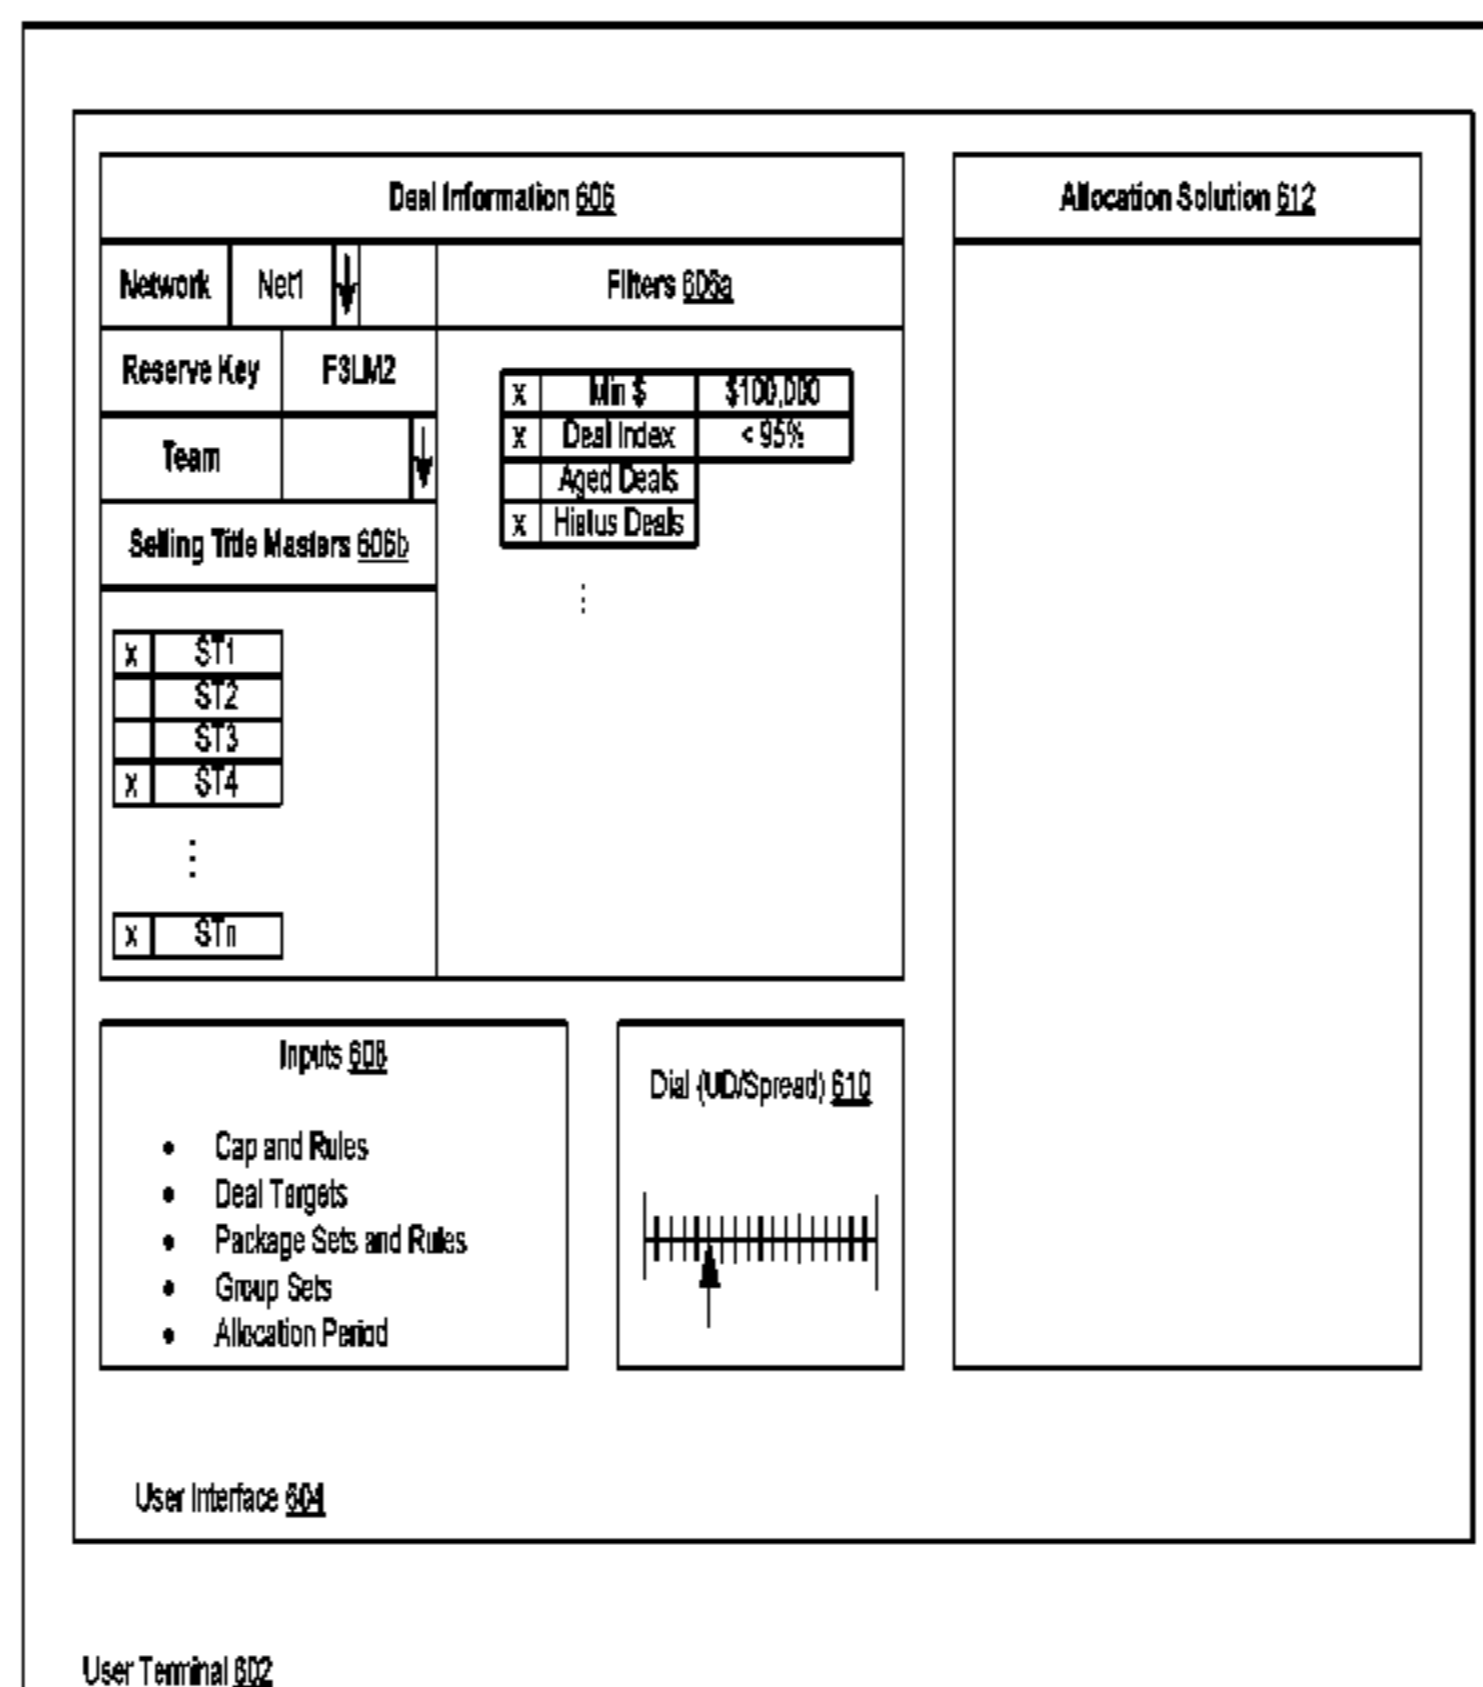 Deal Information 606
Network Net1
Filters 606a
Reserve Key F3LM2
Team
x Min $ $100,000
x Deal Index < 95%
Aged Deals
x Hiatus Deals
⋮
Selling Title Masters 606b
x ST1
ST2
ST3
x ST4
⋮
x STn
Allocation Solution 612
Inputs 608
• Cap and Rules
• Deal Targets
• Package Sets and Rules
• Group Sets
• Allocation Period
Dial (UD/Spread) 610
User Interface 604
User Terminal 602